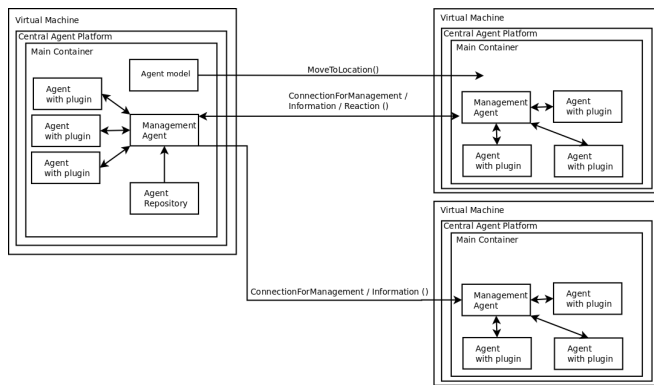 Virtual Machine
Central Agent Platform
Main Container
Agent model
Agent
with plugin
Agent
with plugin
Agent
with plugin
Management
Agent
Agent
Repository
MoveToLocation()
ConnectionForManagement /
Information / Reaction ()
ConnectionForManagement / Information ()
Virtual Machine
Central Agent Platform
Main Container
Management
Agent
Agent
with plugin
Agent
with plugin
Agent
with plugin
Virtual Machine
Central Agent Platform
Main Container
Management
Agent
Agent
with plugin
Agent
with plugin
Agent
with plugin